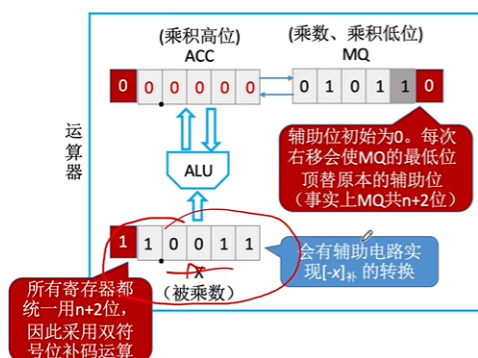 (乘积高位)
ACC
(乘数、乘积低位)
MQ
0 0 0 0 0 0
0 1 0 1 1 0
运算器
ALU
辅助位初始为0。每次
右移会使MQ的最低位
顶替原本的辅助位
（事实上MQ共n+2位）
1 1 0 0 1 1
x
（被乘数）
会有辅助电路实
现[-x]补 的转换
所有寄存器都
统一用n+2位，
因此采用双符
号位补码运算